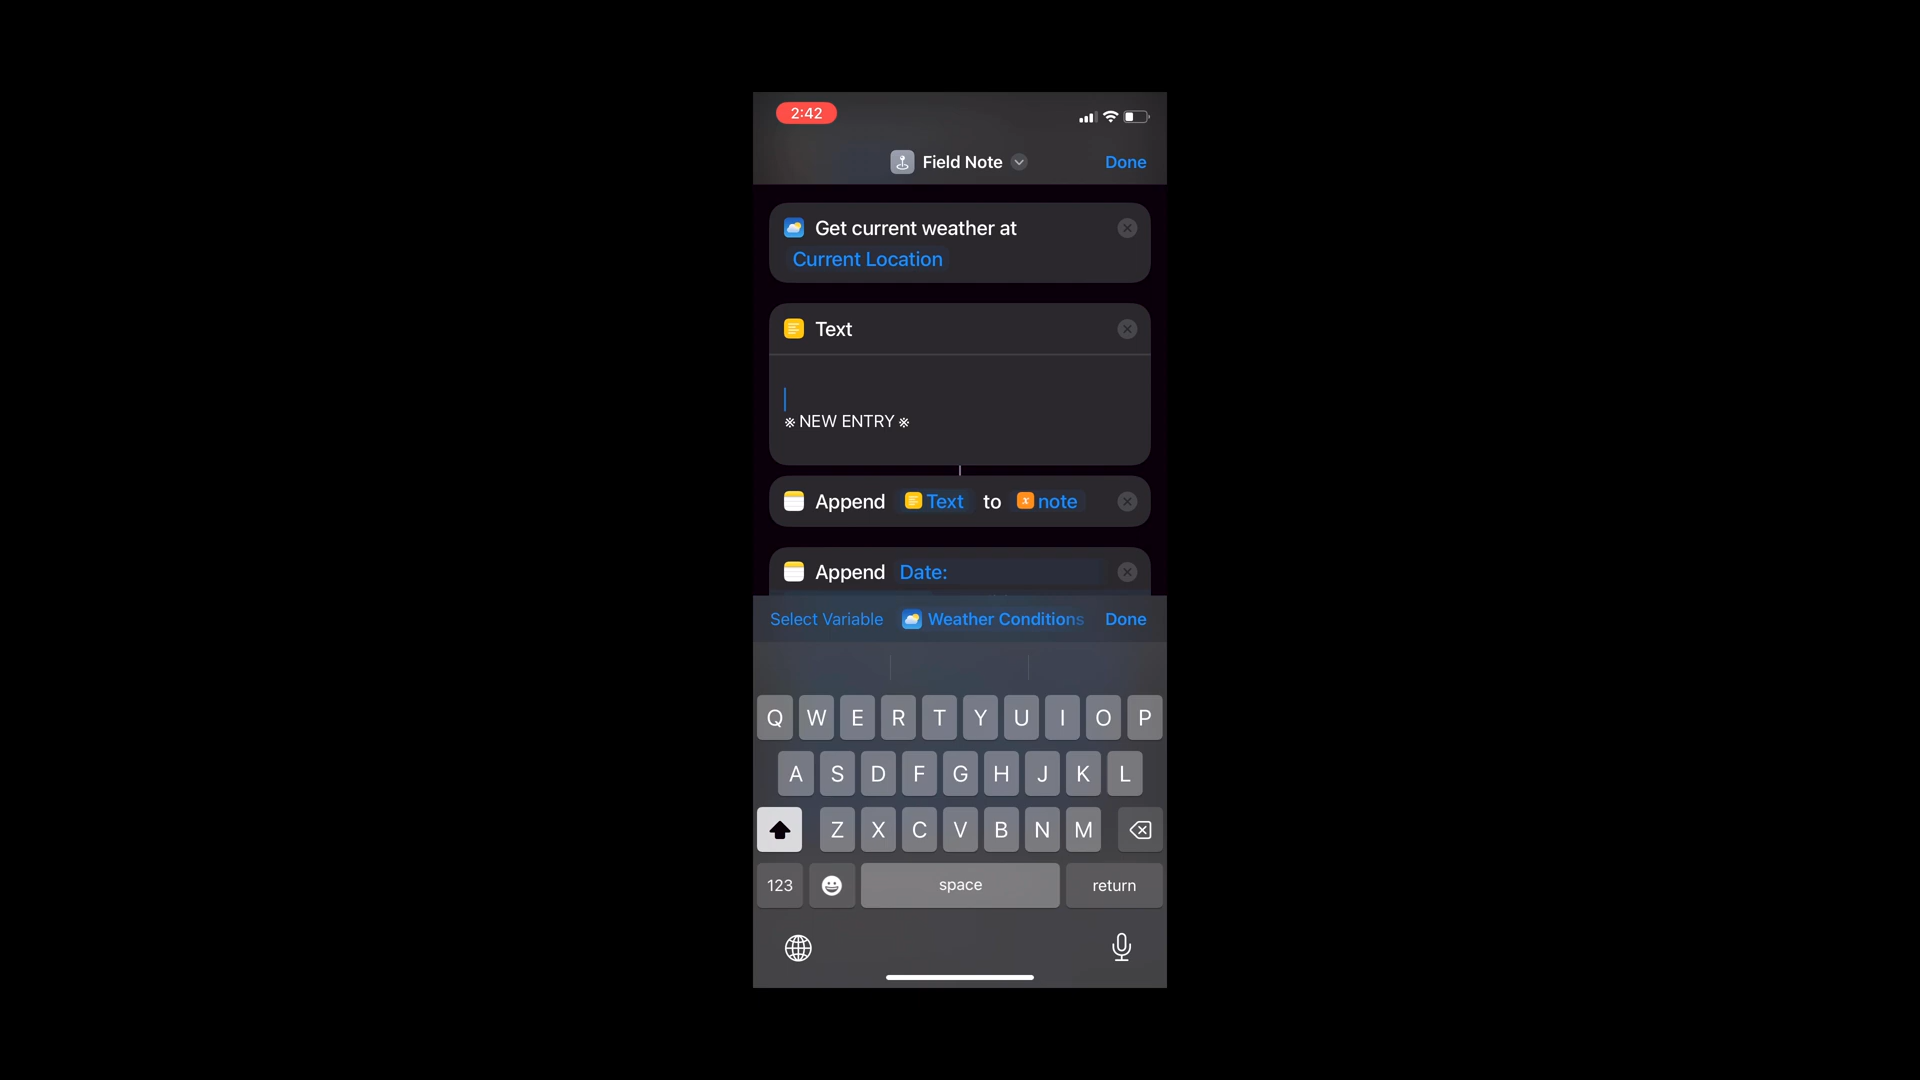 2:42
Field Note
Done
Get current weather at
Current Location
Text
※ NEW ENTRY ※
Append Text to x note
Append Date:
Select Variable Weather Conditions Done
Q W E R T Y U I O P
A S D F G H J K L
Z X C V B N M
123 space return